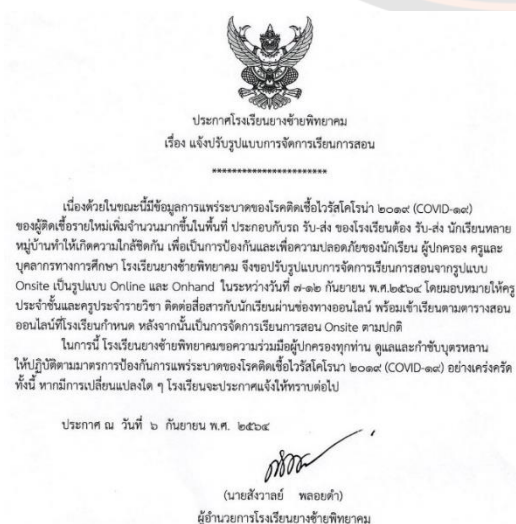 ประกาศโรงเรียนยางซ้ายพิทยาคม
เรื่อง แจ้งปรับรูปแบบการจัดการเรียนการสอน
***********************
เนื่องด้วยในขณะนี้มีข้อมูลการแพร่ระบาดของโรคติดเชื้อไวรัสโคโรน่า ๒๐๑๙ (COVID-๑๙)
ของผู้ติดเชื้อรายใหม่เพิ่มจำนวนมากขึ้นในพื้นที่ ประกอบกับรถ รับ-ส่ง ของโรงเรียนต้อง รับ-ส่ง นักเรียนหลาย
หมู่บ้านทำให้เกิดความใกล้ชิดกัน เพื่อเป็นการป้องกันและเพื่อความปลอดภัยของนักเรียน ผู้ปกครอง ครูและ
บุคลากรทางการศึกษา โรงเรียนยางซ้ายพิทยาคม จึงขอปรับรูปแบบการจัดการเรียนการสอนจากรูปแบบ
Onsite เป็นรูปแบบ Online และ Onhand ในระหว่างวันที่ ๗-๑๒ กันยายน พ.ศ.๒๕๖๔ โดยมอบหมายให้ครู
ประจำชั้นและครูประจำรายวิชา ติดต่อสื่อสารกับนักเรียนผ่านช่องทางออนไลน์ พร้อมเข้าเรียนตามตารางสอน
ออนไลน์ที่โรงเรียนกำหนด หลังจากนั้นเป็นการจัดการเรียนการสอน Onsite ตามปกติ
ในการนี้ โรงเรียนยางซ้ายพิทยาคมขอความร่วมมือผู้ปกครองทุกท่าน ดูแลและกำชับบุตรหลาน
ให้ปฏิบัติตามมาตรการป้องกันการแพร่ระบาดของโรคติดเชื้อไวรัสโคโรนา ๒๐๑๙ (COVID-๑๙) อย่างเคร่งครัด
ทั้งนี้ หากมีการเปลี่ยนแปลงใด ๆ โรงเรียนจะประกาศแจ้งให้ทราบต่อไป
ประกาศ ณ วันที่ ๖ กันยายน พ.ศ. ๒๕๖๔
(นายสังวาลย์ พลอยดำ)
ผู้อำนวยการโรงเรียนยางซ้ายพิทยาคม